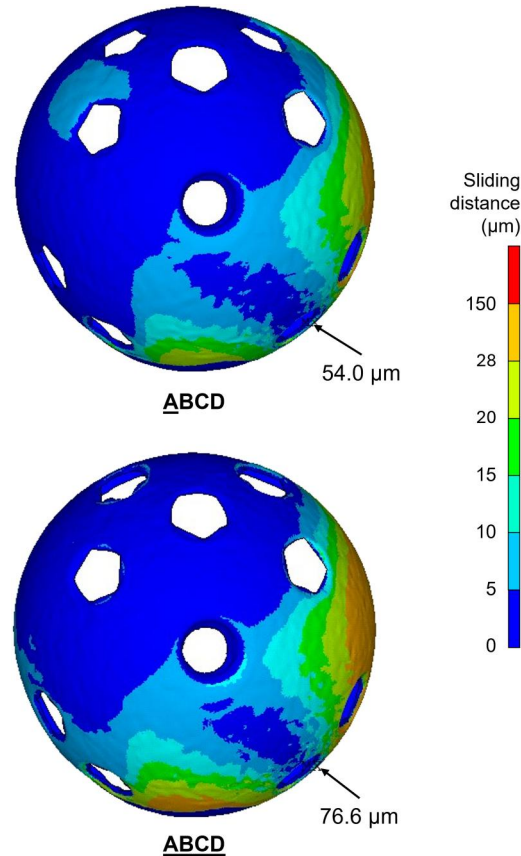 Sliding
distance
(μm)
150
28
20
15
10
5
0
54.0 μm
ABCD
76.6 μm
ABCD